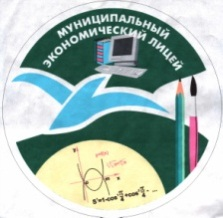 МУНИЦИПАЛЬНЫЙ
ЭКОНОМИЧЕСКИЙ ЛИЦЕЙ